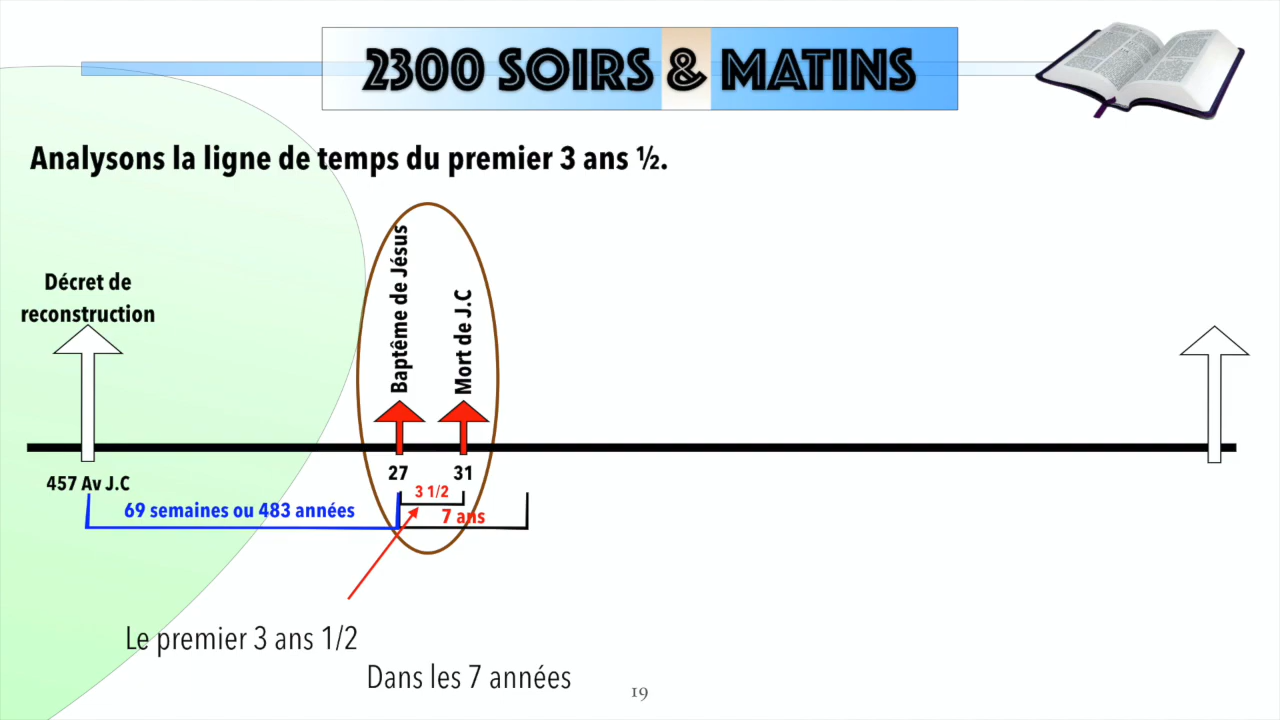 2300 SOIRS & MATINS
Analysons la ligne de temps du premier 3 ans ½.
Décret de
reconstruction
Baptême de Jésus
Mort de J.C
457 Av J.C
27
31
3 1/2
69 semaines ou 483 années
7 ans
Le premier 3 ans 1/2
Dans les 7 années
19